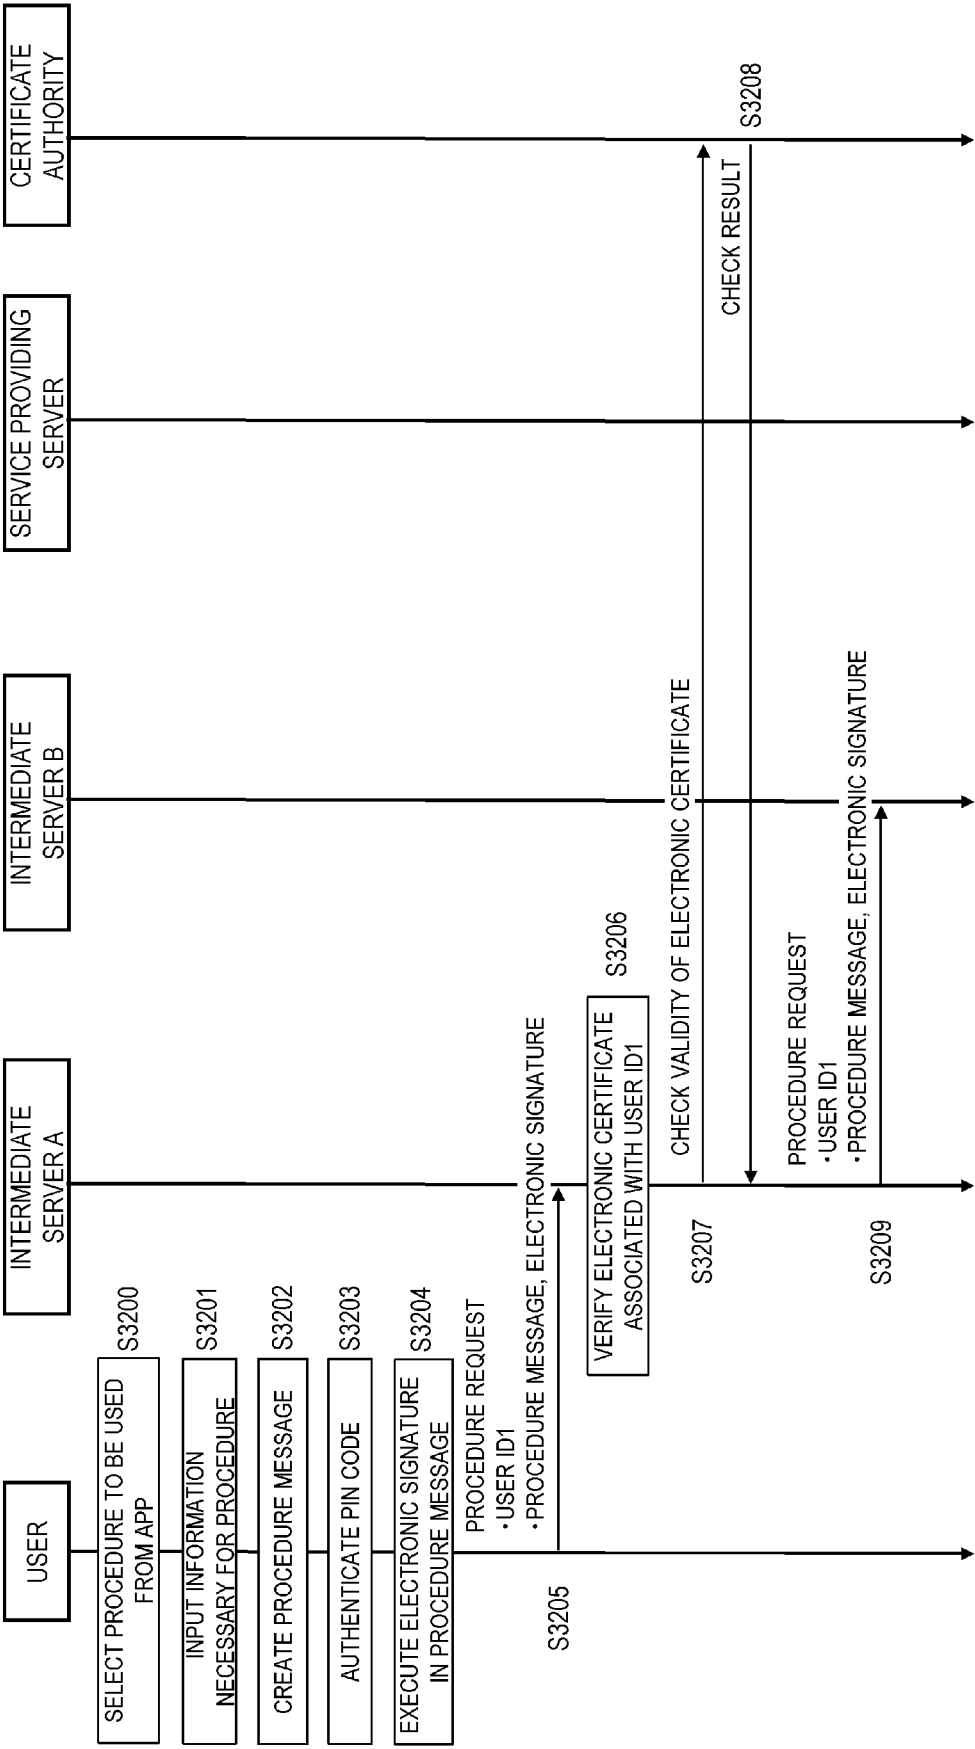 USER
INTERMEDIATE
SERVER A
INTERMEDIATE
SERVER B
SERVICE PROVIDING
SERVER
CERTIFICATE
AUTHORITY
SELECT PROCEDURE TO BE USED
FROM APP
S3200
INPUT INFORMATION
NECESSARY FOR PROCEDURE
S3201
CREATE PROCEDURE MESSAGE
S3202
AUTHENTICATE PIN CODE
S3203
EXECUTE ELECTRONIC SIGNATURE
IN PROCEDURE MESSAGE
S3204
PROCEDURE REQUEST
・USER ID1
・PROCEDURE MESSAGE, ELECTRONIC SIGNATURE
S3205
VERIFY ELECTRONIC CERTIFICATE
ASSOCIATED WITH USER ID1
S3206
CHECK VALIDITY OF ELECTRONIC CERTIFICATE
S3207
CHECK RESULT
S3208
PROCEDURE REQUEST
・USER ID1
・PROCEDURE MESSAGE, ELECTRONIC SIGNATURE
S3209